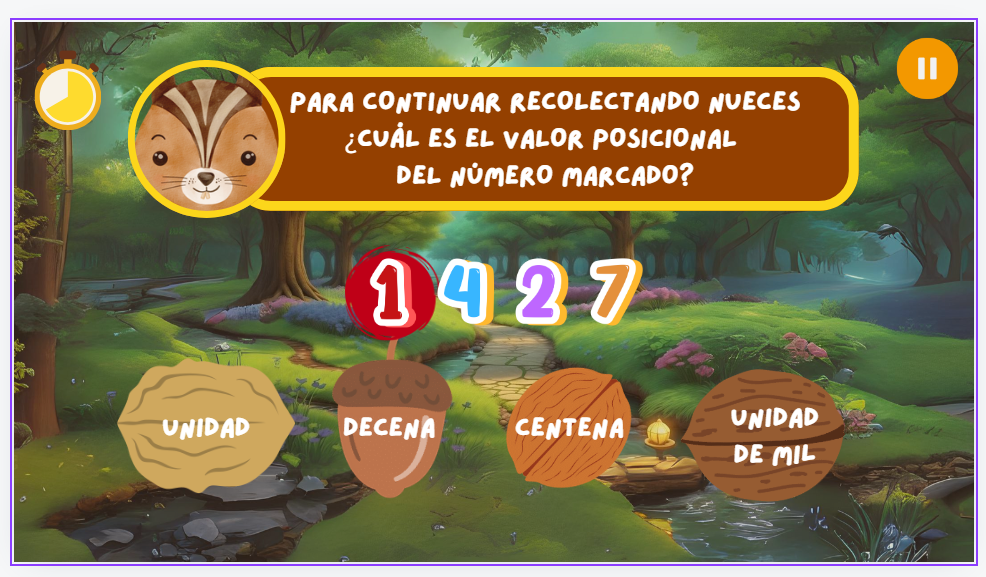 PARA CONTINUAR RECOLECTANDO NUECES
¿CUÁL ES EL VALOR POSICIONAL
DEL NÚMERO MARCADO?
1 4 2 7
UNIDAD
DECENA
CENTENA
UNIDAD
DE MIL